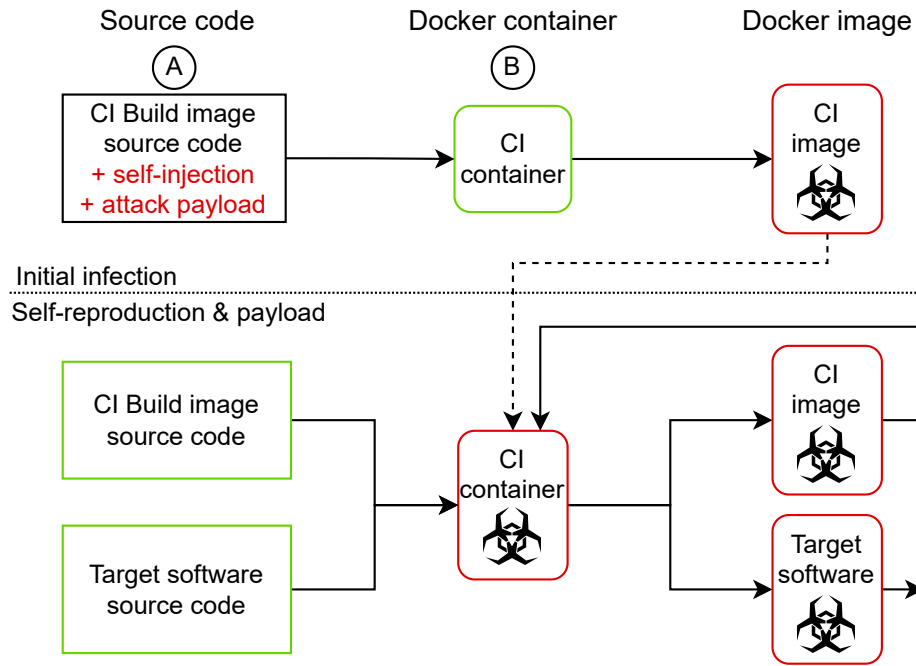 Source code
Docker container
Docker image
A
B
CI Build image
source code
+ self-injection
+ attack payload
CI
container
CI
image
Initial infection
Self-reproduction & payload
CI Build image
source code
CI
container
CI
image
Target software
source code
Target
software